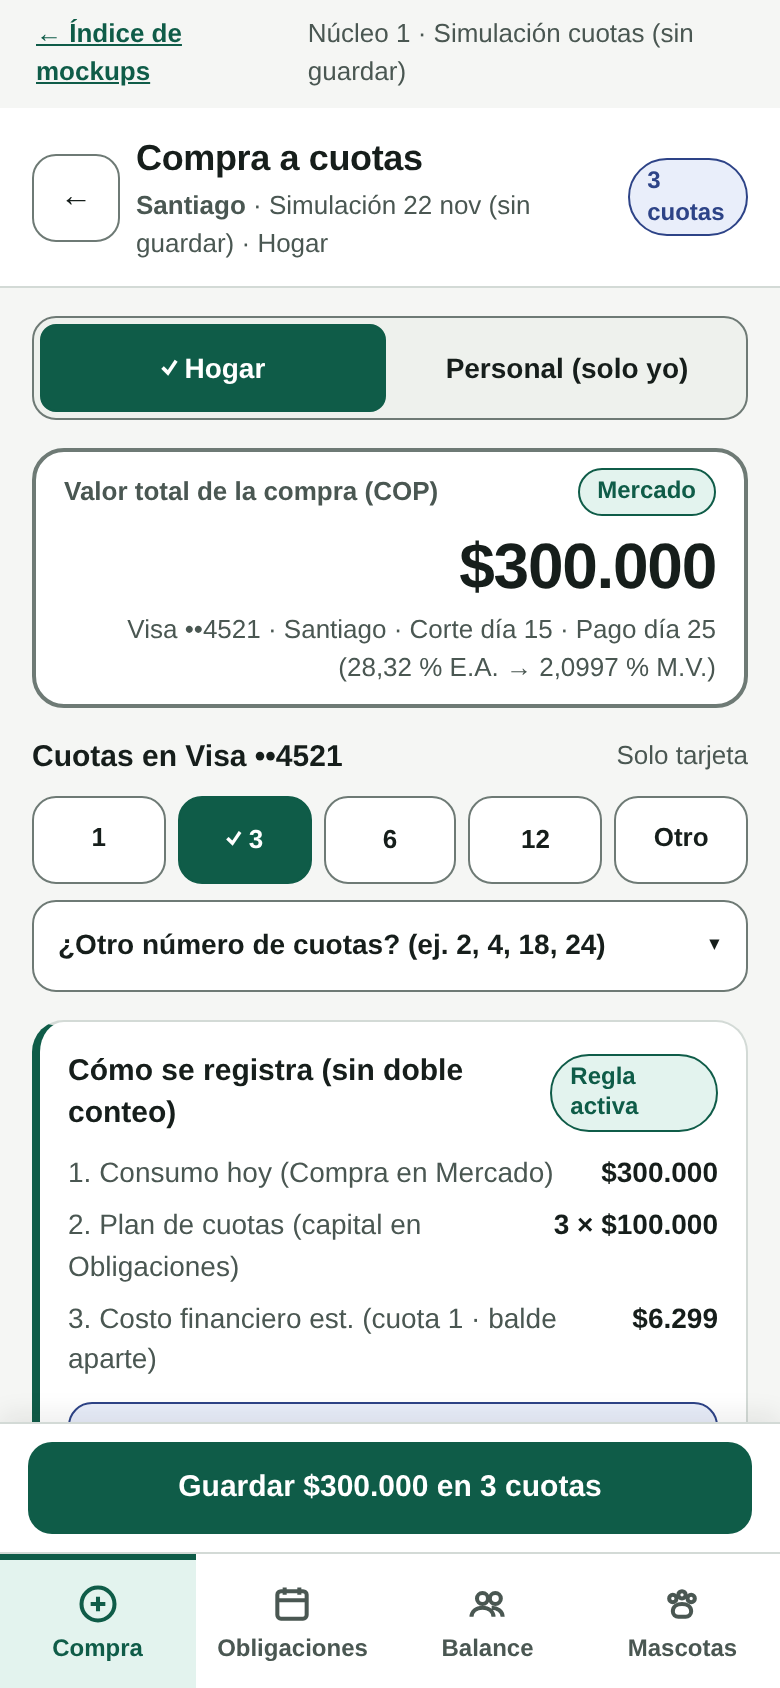 ← Índice de
mockups
Núcleo 1 · Simulación cuotas (sin
guardar)
←
Compra a cuotas
Santiago · Simulación 22 nov (sin
guardar) · Hogar
3
cuotas
✓ Hogar
Personal (solo yo)
Valor total de la compra (COP)
Mercado
$300.000
Visa ••4521 · Santiago · Corte día 15 · Pago día 25
(28,32 % E.A. → 2,0997 % M.V.)
Cuotas en Visa ••4521
Solo tarjeta
1
✓ 3
6
12
Otro
¿Otro número de cuotas? (ej. 2, 4, 18, 24)
▼
Cómo se registra (sin doble
conteo)
Regla
activa
1. Consumo hoy (Compra en Mercado)
$300.000
2. Plan de cuotas (capital en
Obligaciones)
3 × $100.000
3. Costo financiero est. (cuota 1 · balde
aparte)
$6.299
Guardar $300.000 en 3 cuotas
Compra
Obligaciones
Balance
Mascotas